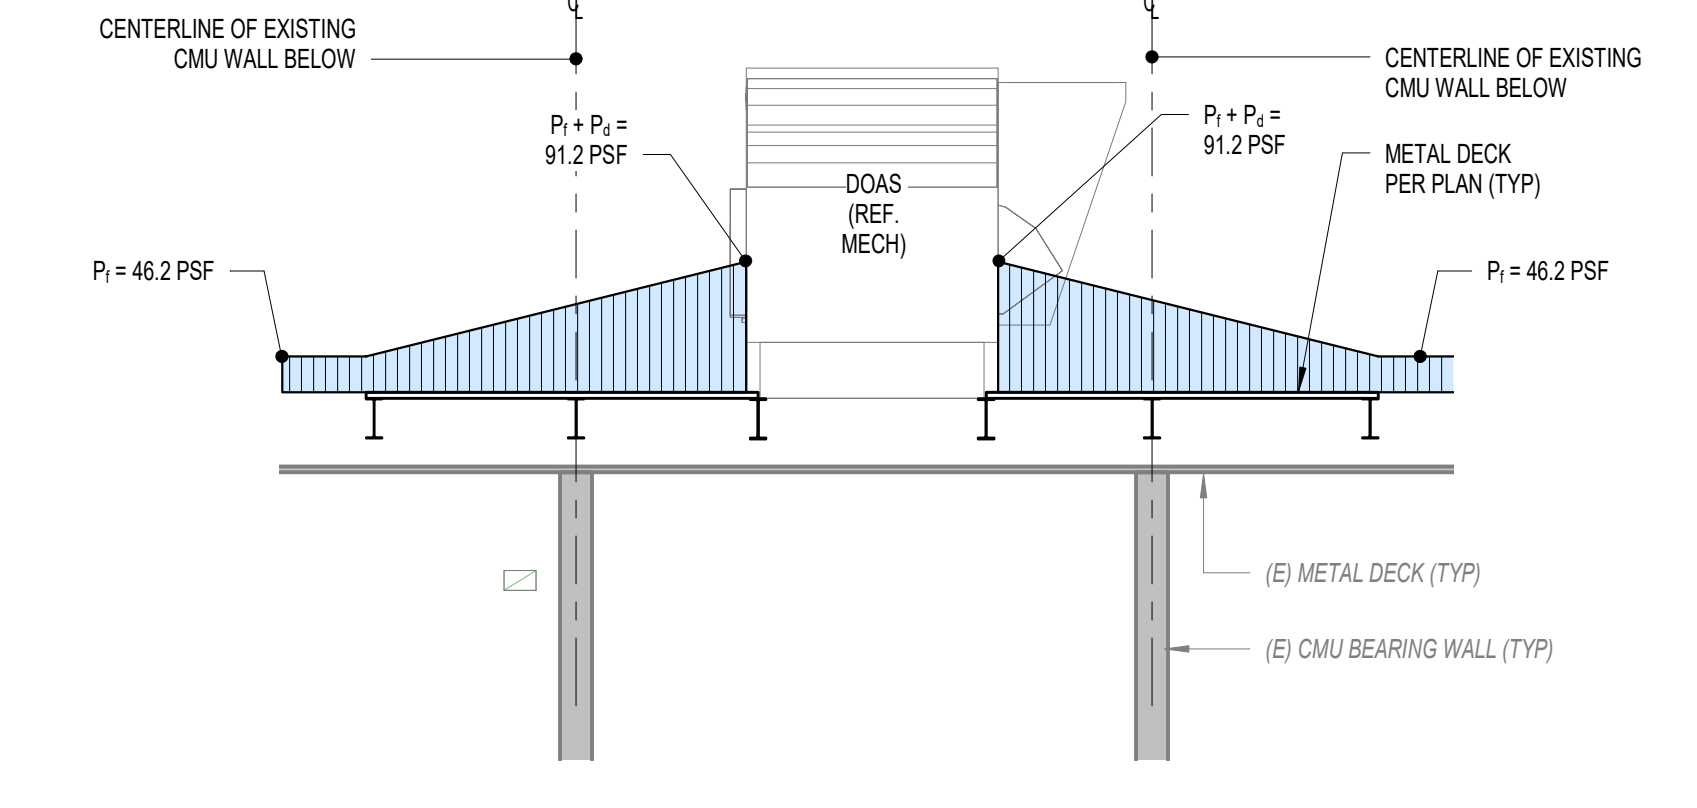 CENTERLINE OF EXISTING
CMU WALL BELOW
CENTERLINE OF EXISTING
CMU WALL BELOW
Pf + Pd =
91.2 PSF
Pf + Pd =
91.2 PSF
METAL DECK
PER PLAN (TYP)
DOAS
(REF.
MECH)
Pf = 46.2 PSF
Pf = 46.2 PSF
(E) METAL DECK (TYP)
(E) CMU BEARING WALL (TYP)